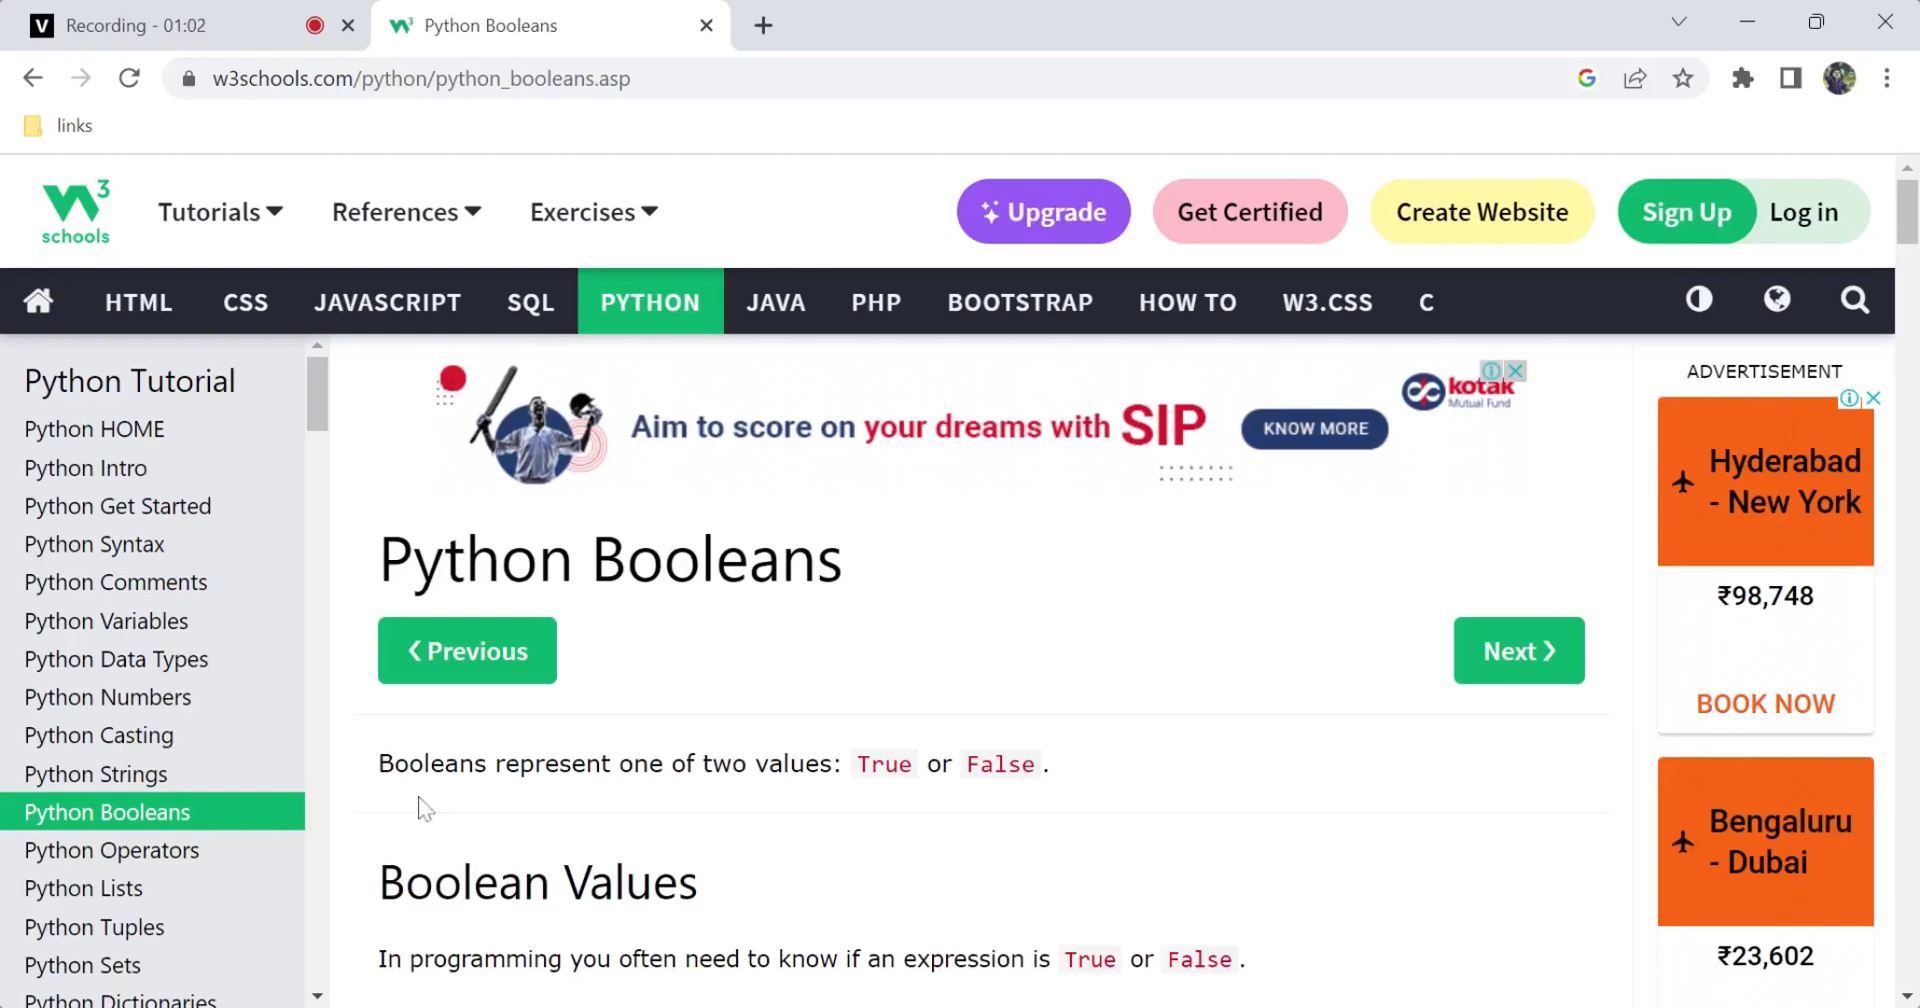 Recording - 01:02
Python Booleans
w3schools.com/python/python_booleans.asp
links
W3 schools
Tutorials
References
Exercises
Upgrade
Get Certified
Create Website
Sign Up
Log in
HTML
CSS
JAVASCRIPT
SQL
PYTHON
JAVA
PHP
BOOTSTRAP
HOW TO
W3.CSS
C
Python Tutorial
Python HOME
Python Intro
Python Get Started
Python Syntax
Python Comments
Python Variables
Python Data Types
Python Numbers
Python Casting
Python Strings
Python Booleans
Python Operators
Python Lists
Python Tuples
Python Sets
Python Dictionaries
Aim to score on your dreams with SIP
KNOW MORE
kotak
Mutual Fund
Python Booleans
❮ Previous
Next ❯
Booleans represent one of two values: True or False.
Boolean Values
In programming you often need to know if an expression is True or False.
ADVERTISEMENT
Hyderabad
- New York
₹98,748
BOOK NOW
Bengaluru
- Dubai
₹23,602